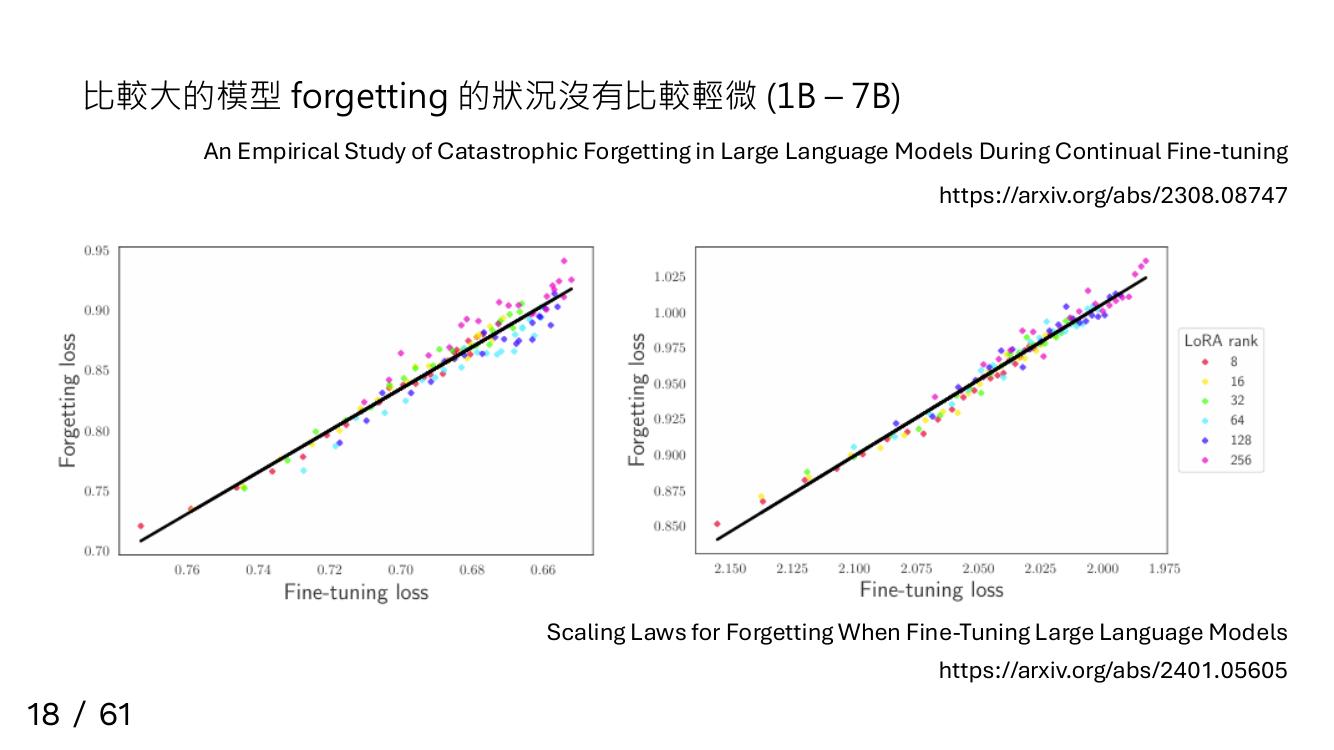 比較大的模型 forgetting 的狀況沒有比較輕微 (1B – 7B)
An Empirical Study of Catastrophic Forgetting in Large Language Models During Continual Fine-tuning
https://arxiv.org/abs/2308.08747
0.95
0.90
0.85
0.80
0.75
0.70
Forgetting loss
0.76 0.74 0.72 0.70 0.68 0.66
Fine-tuning loss
1.025
1.000
0.975
0.950
0.925
0.900
0.875
0.850
Forgetting loss
2.150 2.125 2.100 2.075 2.050 2.025 2.000 1.975
Fine-tuning loss
LoRA rank
8
16
32
64
128
256
Scaling Laws for Forgetting When Fine-Tuning Large Language Models
https://arxiv.org/abs/2401.05605
18 / 61